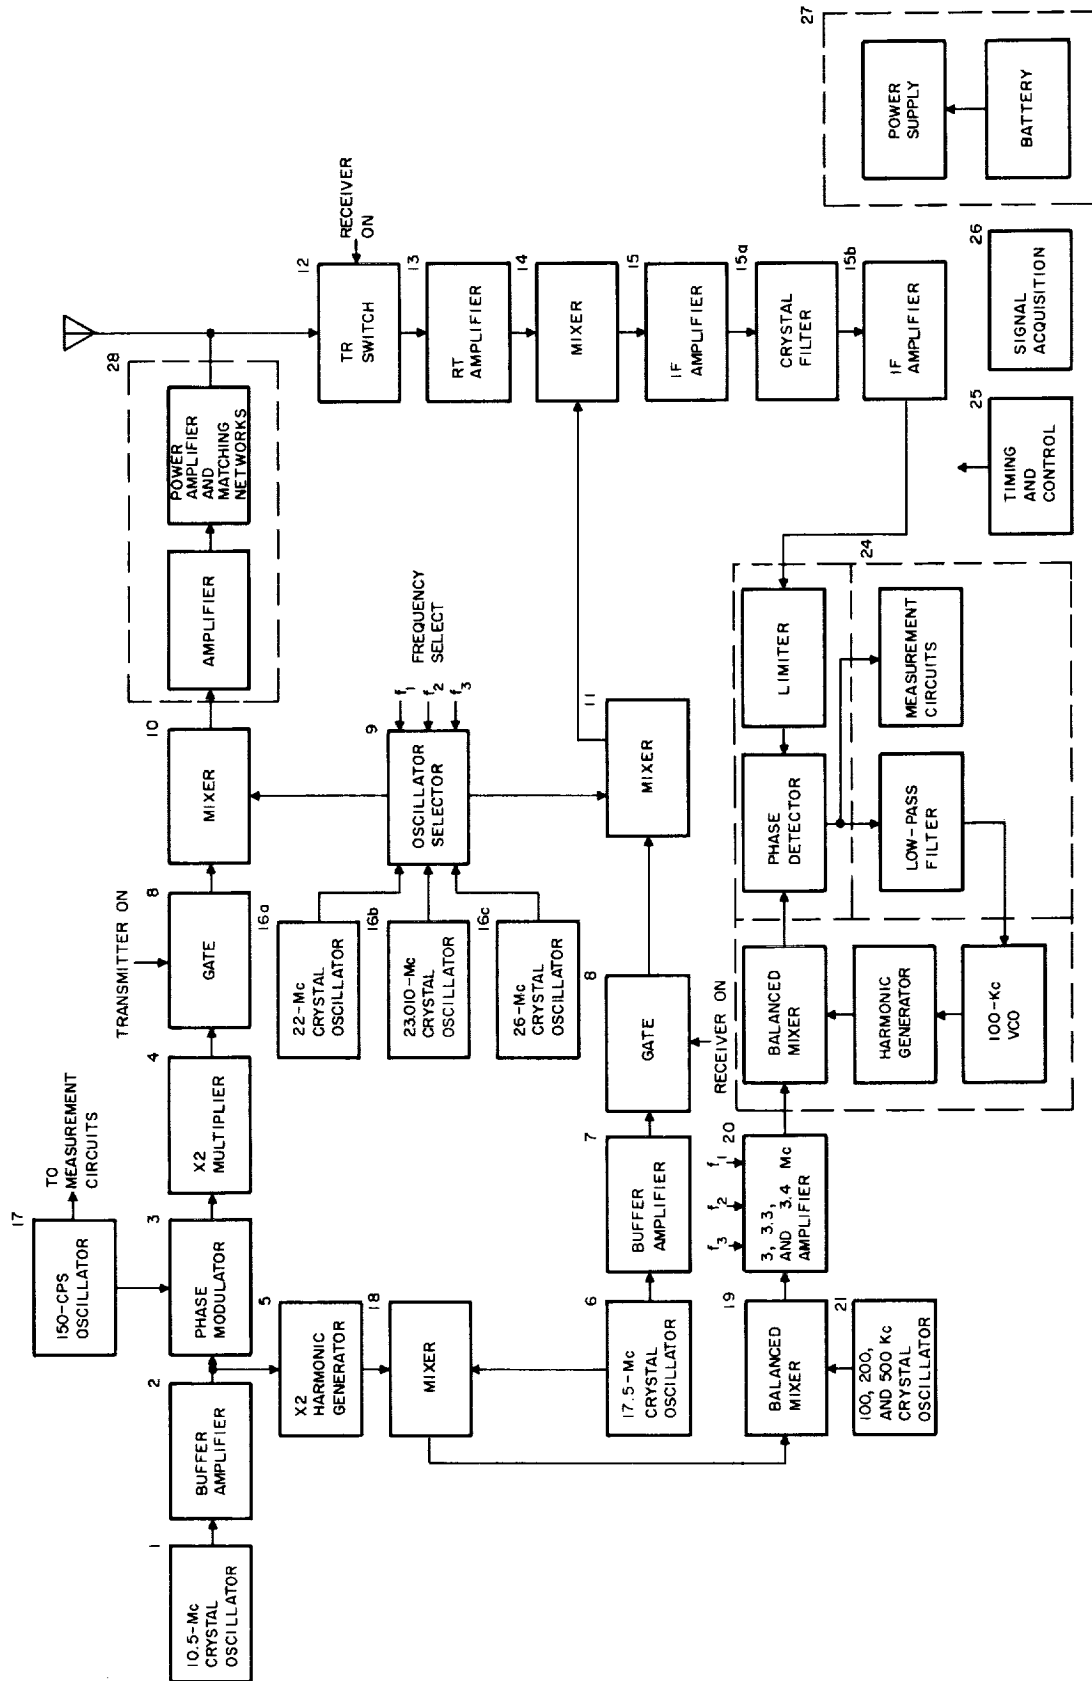 17
150-CPS
OSCILLATOR
TO
MEASUREMENT
CIRCUITS
TRANSMITTER ON
1
10.5-Mc
CRYSTAL
OSCILLATOR
2
BUFFER
AMPLIFIER
3
PHASE
MODULATOR
4
X2
MULTIPLIER
8
GATE
10
MIXER
28
AMPLIFIER
POWER
AMPLIFIER
AND
MATCHING
NETWORKS
5
X2
HARMONIC
GENERATOR
18
MIXER
16a
22-Mc
CRYSTAL
OSCILLATOR
16b
23.010-Mc
CRYSTAL
OSCILLATOR
16c
26-Mc
CRYSTAL
OSCILLATOR
9
OSCILLATOR
SELECTOR
f1
f2
f3
FREQUENCY
SELECT
12
TR
SWITCH
RECEIVER
ON
13
RT
AMPLIFIER
14
MIXER
15
IF
AMPLIFIER
15a
CRYSTAL
FILTER
15b
IF
AMPLIFIER
6
17.5-Mc
CRYSTAL
OSCILLATOR
7
BUFFER
AMPLIFIER
8
GATE
RECEIVER ON
11
MIXER
19
BALANCED
MIXER
21
100, 200,
AND 500 Kc
CRYSTAL
OSCILLATOR
20
f3
f2
f1
3, 3.3,
AND 3.4 Mc
AMPLIFIER
BALANCED
MIXER
HARMONIC
GENERATOR
100-Kc
VCO
PHASE
DETECTOR
LIMITER
24
LOW-PASS
FILTER
MEASUREMENT
CIRCUITS
25
TIMING
AND
CONTROL
26
SIGNAL
ACQUISITION
27
POWER
SUPPLY
BATTERY